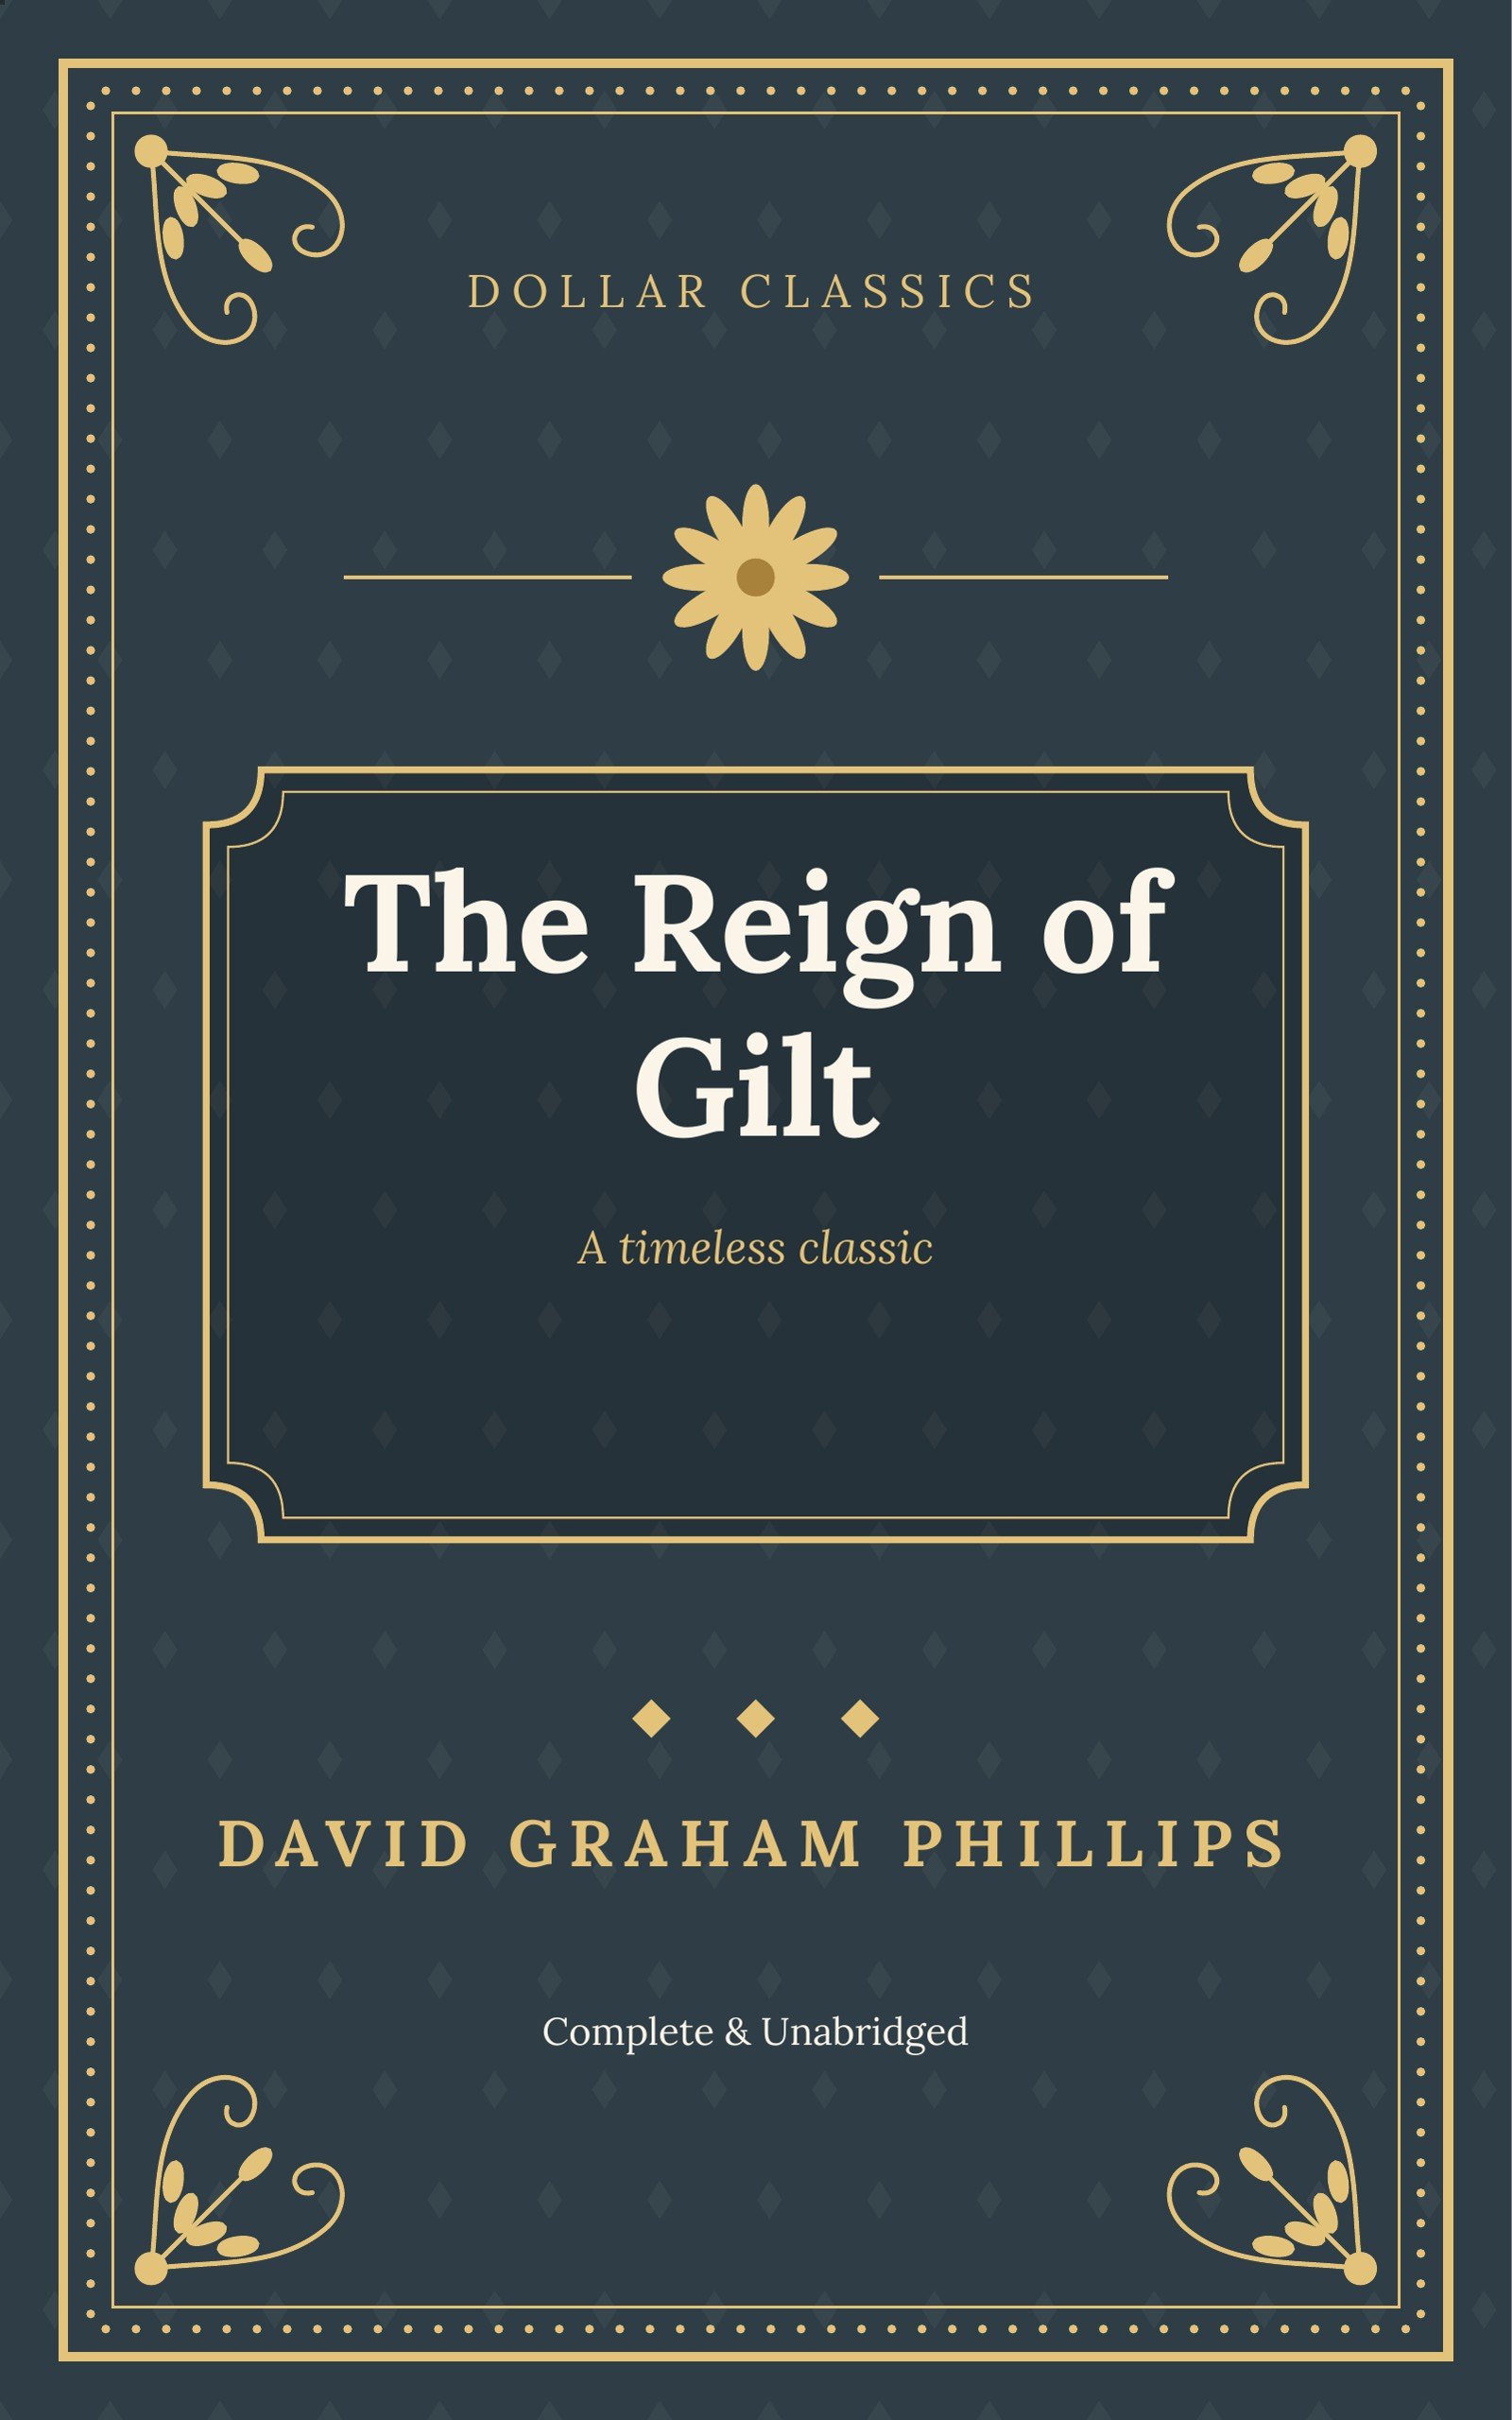 DOLLAR CLASSICS
The Reign of
Gilt
A timeless classic
DAVID GRAHAM PHILLIPS
Complete & Unabridged